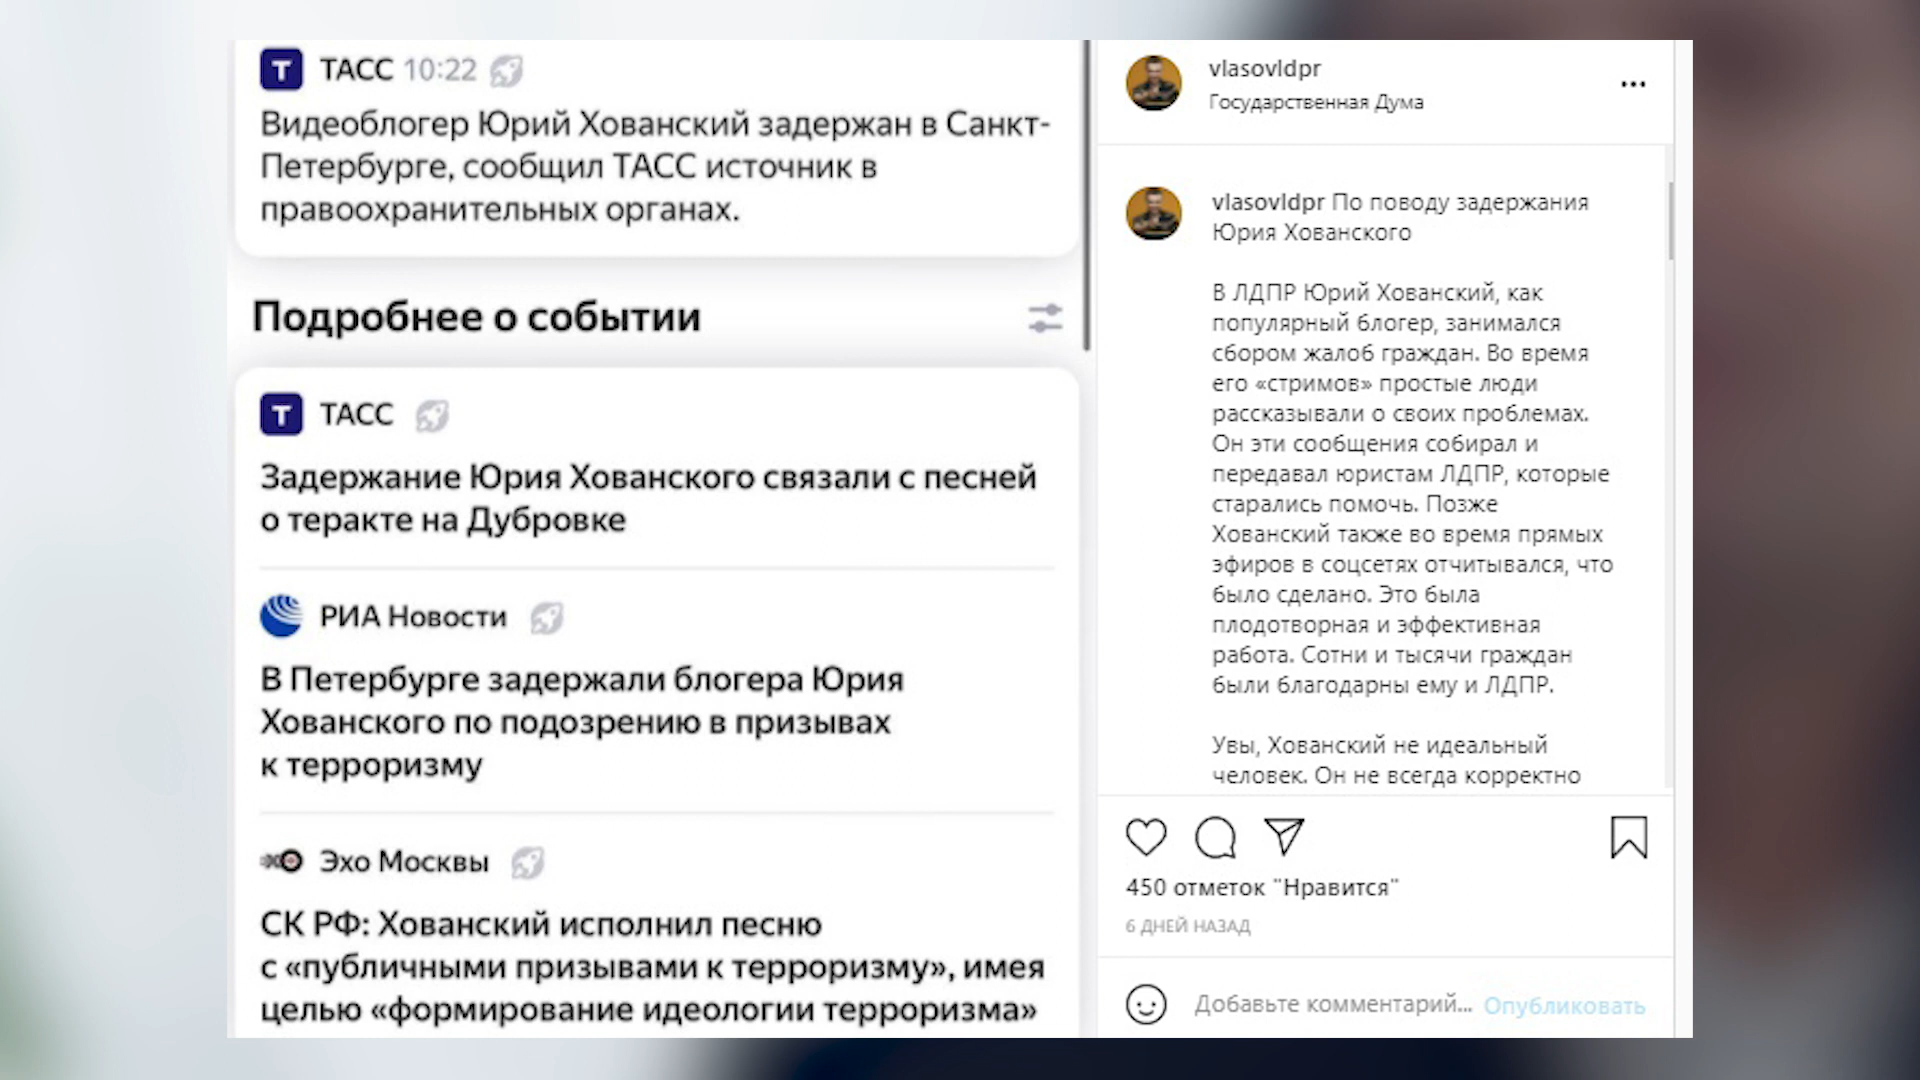 ТАСС 10:22
Видеоблогер Юрий Хованский задержан в Санкт-
Петербурге, сообщил ТАСС источник в
правоохранительных органах.
Подробнее о событии
ТАСС
Задержание Юрия Хованского связали с песней
о теракте на Дубровке
РИА Новости
В Петербурге задержали блогера Юрия
Хованского по подозрению в призывах
к терроризму
Эхо Москвы
СК РФ: Хованский исполнил песню
с «публичными призывами к терроризму», имея
целью «формирование идеологии терроризма»
vlasovldpr
Государственная Дума
vlasovldpr По поводу задержания
Юрия Хованского
В ЛДПР Юрий Хованский, как
популярный блогер, занимался
сбором жалоб граждан. Во время
его «стримов» простые люди
рассказывали о своих проблемах.
Он эти сообщения собирал и
передавал юристам ЛДПР, которые
старались помочь. Позже
Хованский также во время прямых
эфиров в соцсетях отчитывался, что
было сделано. Это была
плодотворная и эффективная
работа. Сотни и тысячи граждан
были благодарны ему и ЛДПР.
Увы, Хованский не идеальный
человек. Он не всегда корректно
450 отметок "Нравится"
6 ДНЕЙ НАЗАД
Добавьте комментарий... Опубликовать